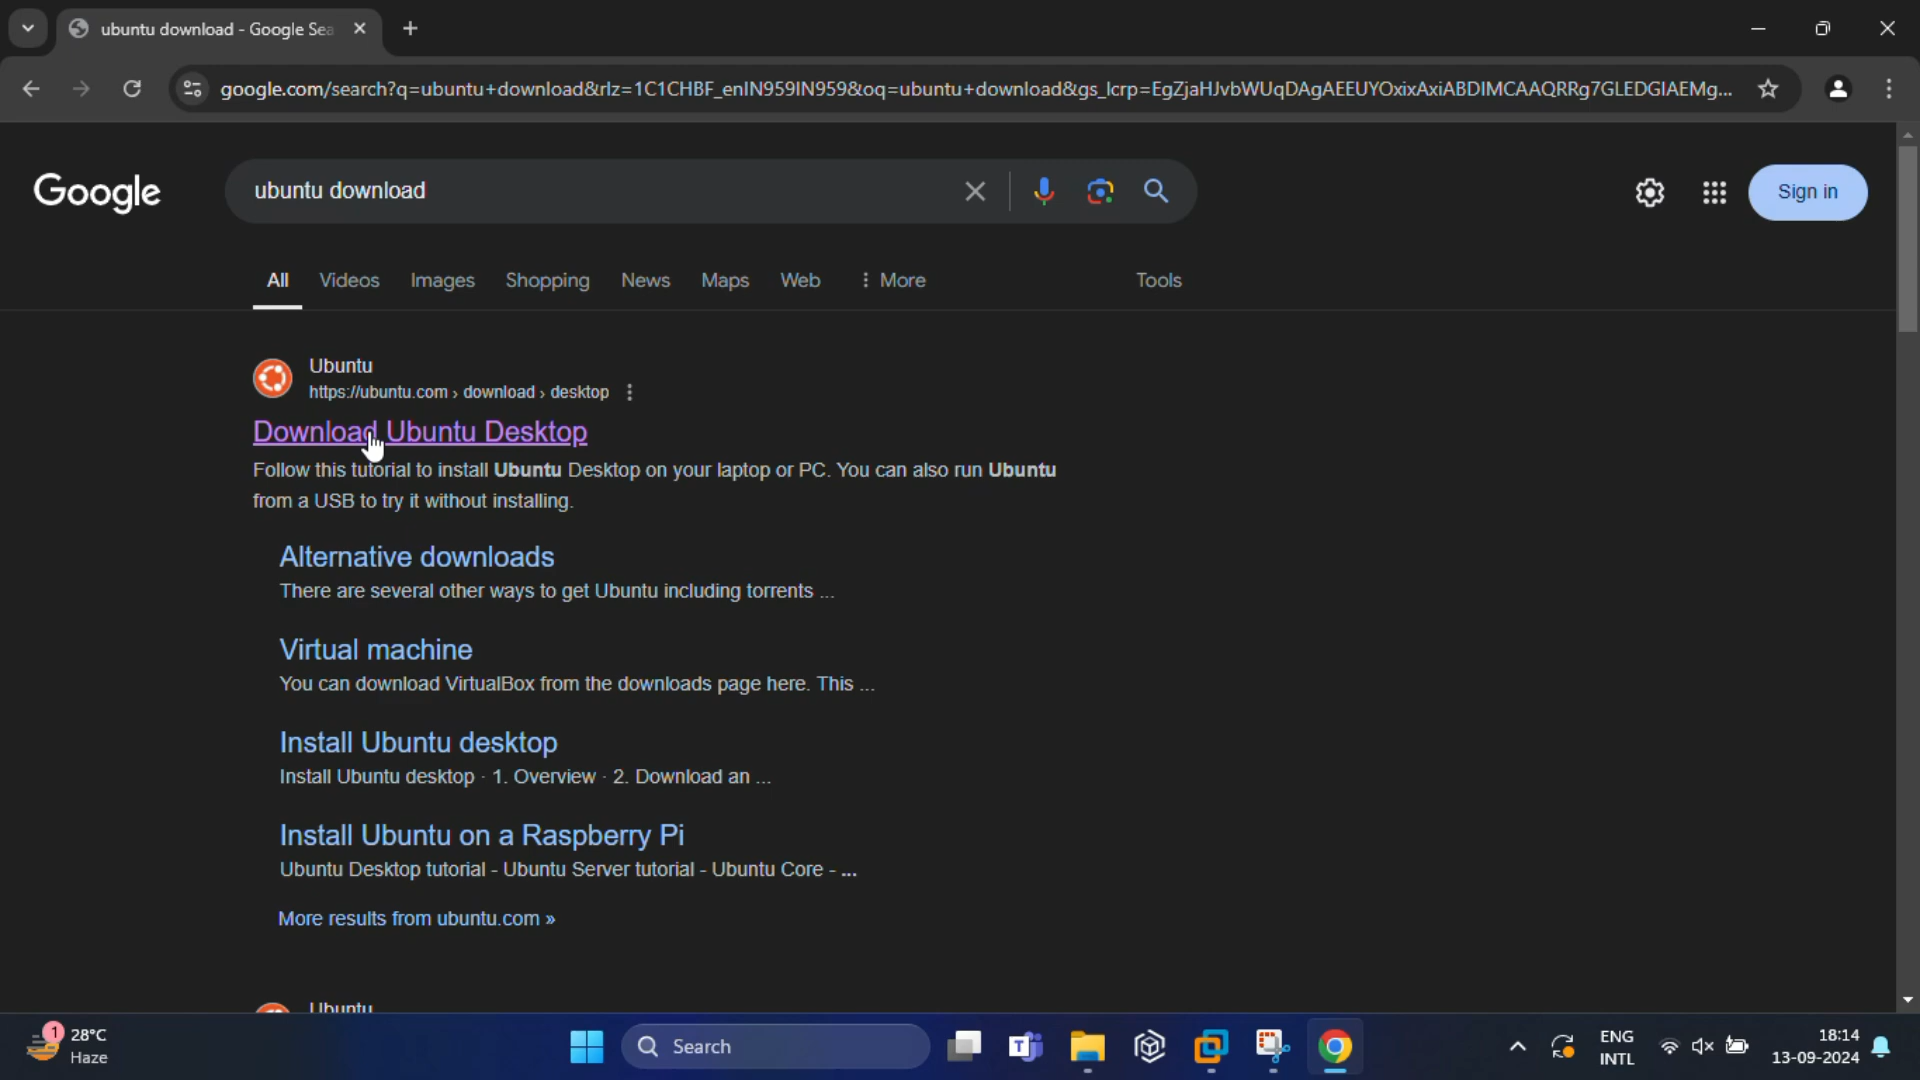 ubuntu download - Google Sea
google.com/search?q=ubuntu+download&rlz=1C1CHBF_enIN959IN959&oq=ubuntu+download&gs_lcrp=EgZjaHJvbWUqDAgAEEUYOxixAxiABDIMCAAQRRg7GLEDGIAEMg...
Google
ubuntu download
Sign in
All Videos Images Shopping News Maps Web More Tools
Ubuntu
https://ubuntu.com › download › desktop
Download Ubuntu Desktop
Follow this tutorial to install Ubuntu Desktop on your laptop or PC. You can also run Ubuntu
from a USB to try it without installing.
Alternative downloads
There are several other ways to get Ubuntu including torrents ...
Virtual machine
You can download VirtualBox from the downloads page here. This ...
Install Ubuntu desktop
Install Ubuntu desktop · 1. Overview · 2. Download an ...
Install Ubuntu on a Raspberry Pi
Ubuntu Desktop tutorial - Ubuntu Server tutorial - Ubuntu Core - ...
More results from ubuntu.com »
Ubuntu
1
28°C
Haze
Search
T
ENG
INTL
18:14
13-09-2024